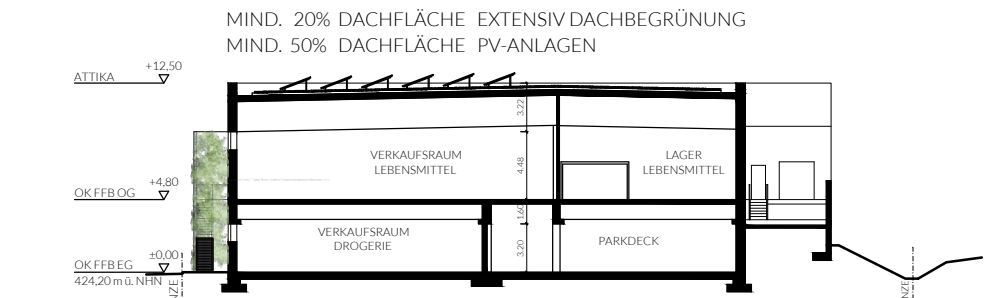 MIND. 20% DACHFLÄCHE EXTENSIV DACHBEGRÜNUNG
MIND. 50% DACHFLÄCHE PV-ANLAGEN
+12,50
ATTIKA
3.22
VERKAUFSRAUM
LEBENSMITTEL
4.48
LAGER
LEBENSMITTEL
+4,80
OK FFB OG
1.60
VERKAUFSRAUM
DROGERIE
3.20
PARKDECK
±0,00
OK FFB EG
424,20 m ü. NHN
NZE
NZE